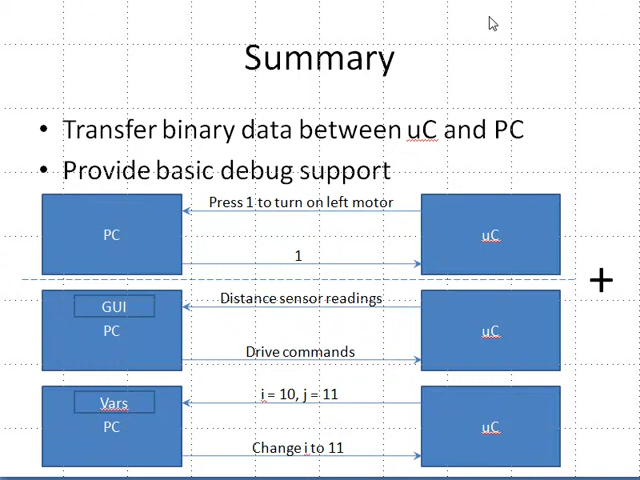 Summary
• Transfer binary data between uC and PC
• Provide basic debug support
Press 1 to turn on left motor
PC
uC
1
+
GUI
Distance sensor readings
PC
uC
Drive commands
Vars
i = 10, j = 11
PC
uC
Change i to 11